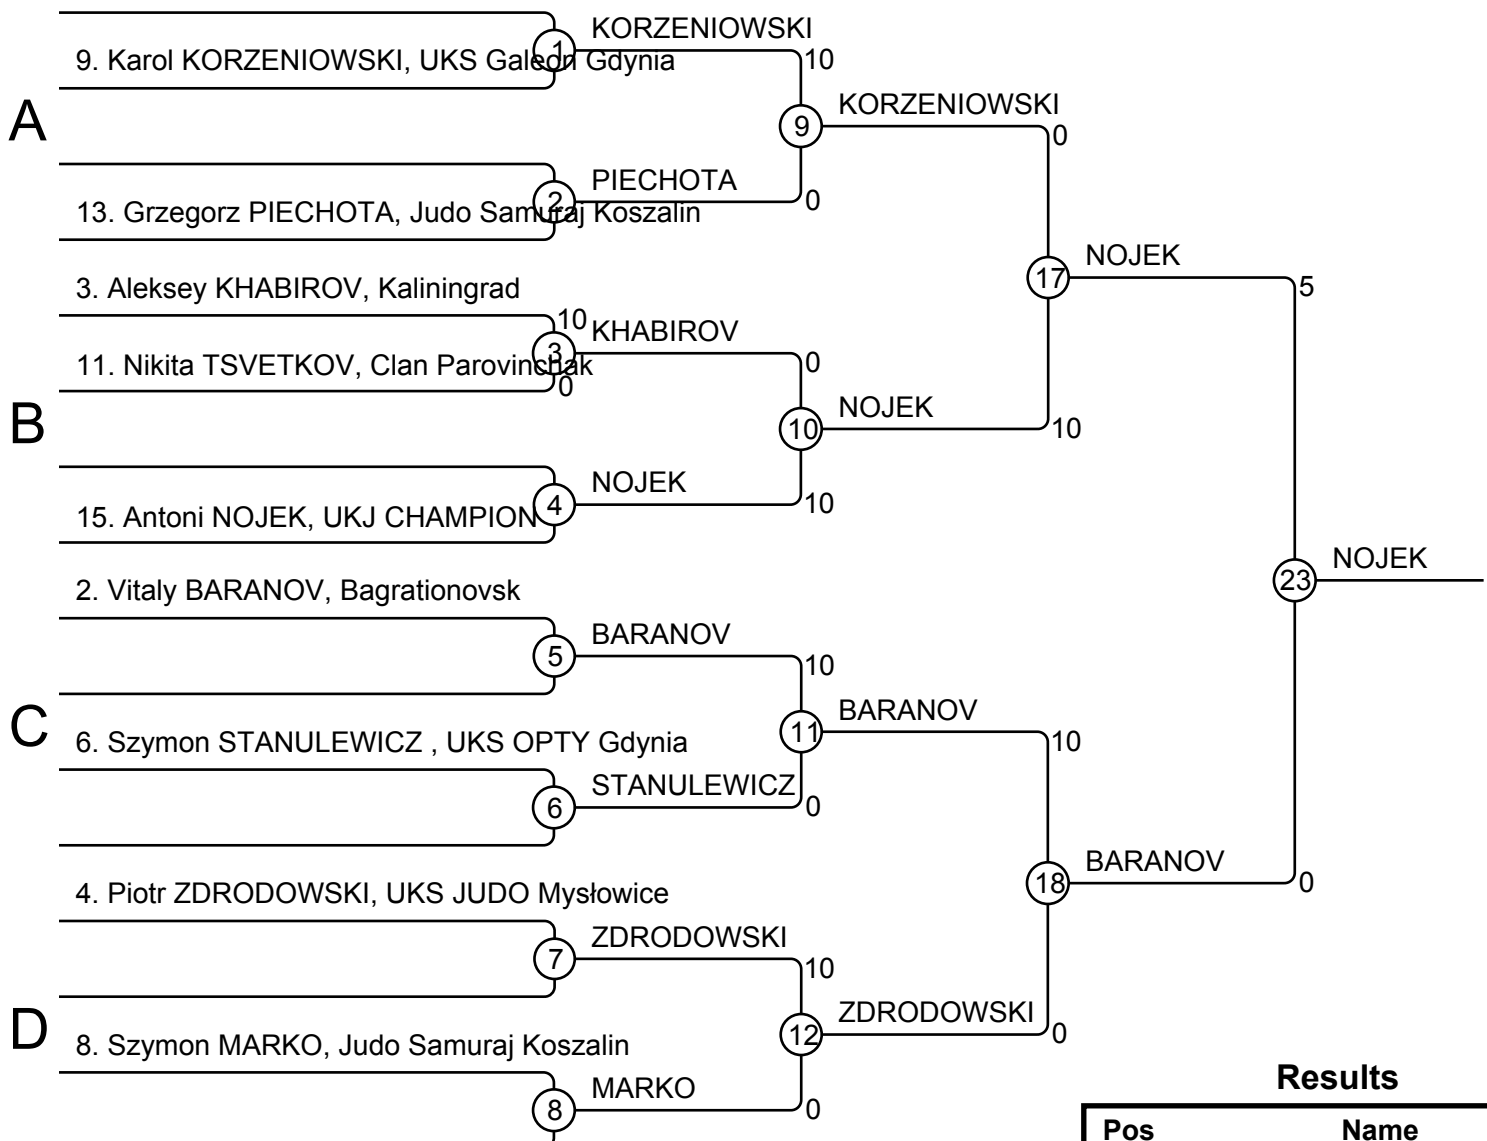 KORZENIOWSKI
1
9. Karol KORZENIOWSKI, UKS Galeon Gdynia
10
A
9
KORZENIOWSKI
0
PIECHOTA
2
0
13. Grzegorz PIECHOTA, Judo Samuraj Koszalin
3. Aleksey KHABIROV, Kaliningrad
17
NOJEK
5
10
KHABIROV
3
11. Nikita TSVETKOV, Clan Parovinchak
0
0
B
10
NOJEK
10
NOJEK
4
10
15. Antoni NOJEK, UKJ CHAMPION
23
NOJEK
2. Vitaly BARANOV, Bagrationovsk
BARANOV
5
10
C
11
BARANOV
10
6. Szymon STANULEWICZ , UKS OPTY Gdynia
STANULEWICZ
6
0
18
BARANOV
0
4. Piotr ZDRODOWSKI, UKS JUDO Mysłowice
ZDRODOWSKI
7
10
D
12
ZDRODOWSKI
0
8. Szymon MARKO, Judo Samuraj Koszalin
MARKO
8
0
Results
Pos Name